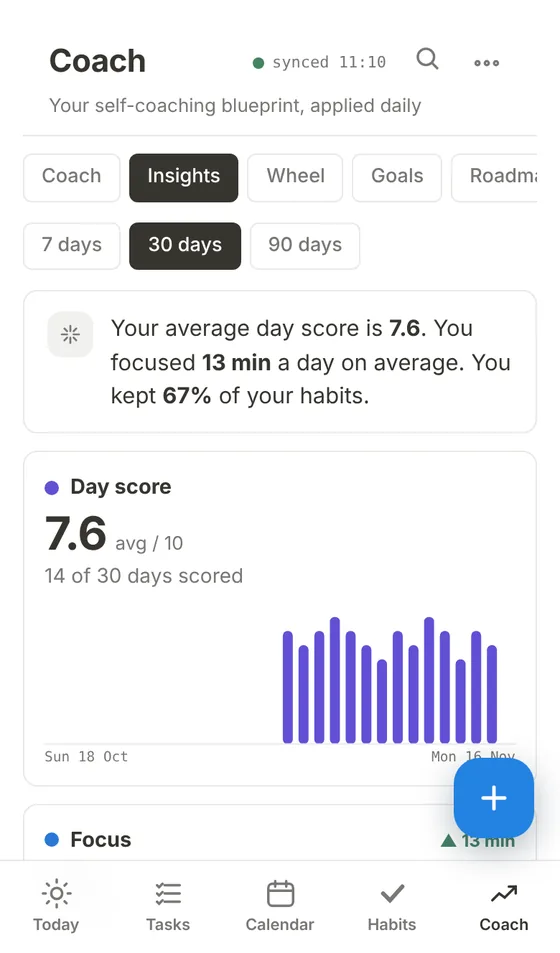 Coach
synced 11:10
Your self-coaching blueprint, applied daily
Coach
Insights
Wheel
Goals
Roadma
7 days
30 days
90 days
Your average day score is 7.6. You
focused 13 min a day on average. You
kept 67% of your habits.
Day score
7.6 avg / 10
14 of 30 days scored
Sun 18 Oct
Mon 16 Nov
Focus
▲ 13 min
Today
Tasks
Calendar
Habits
Coach